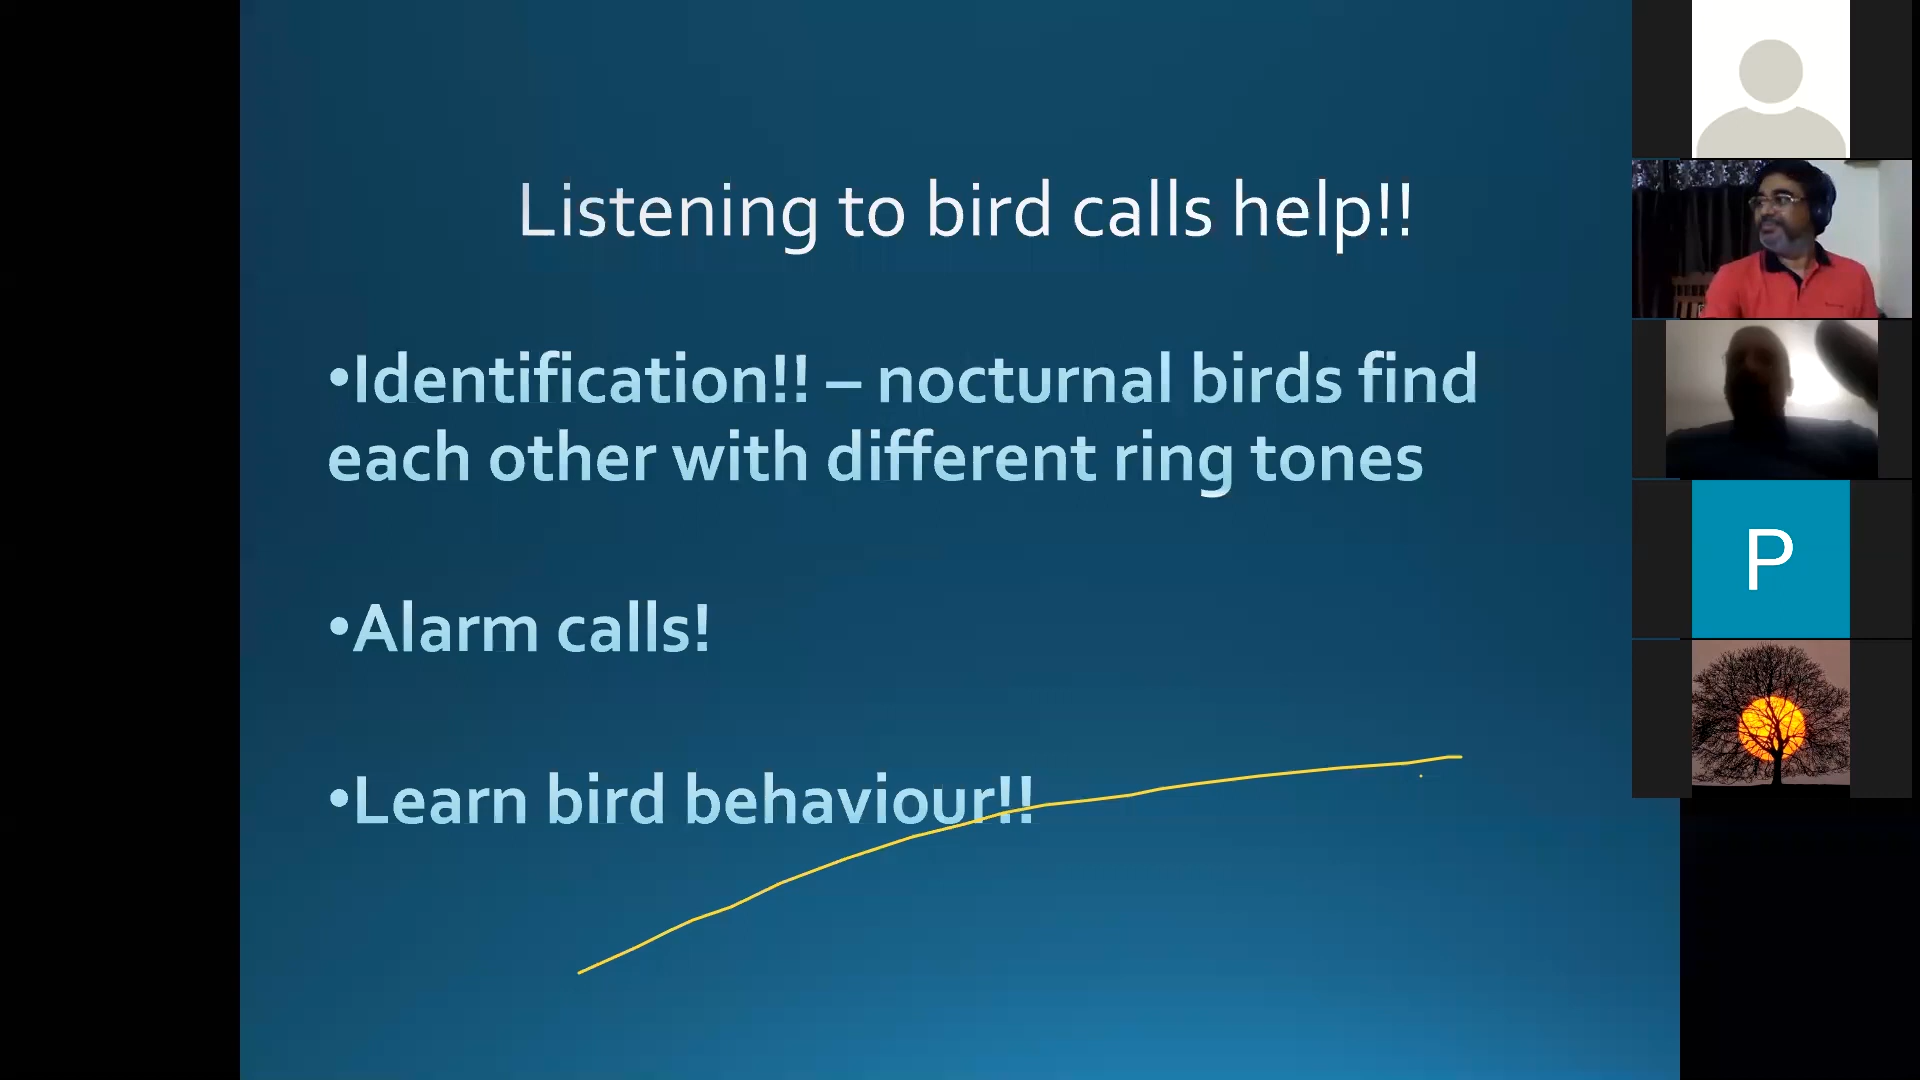 Listening to bird calls help!!
•Identification!! – nocturnal birds find
each other with different ring tones
•Alarm calls!
•Learn bird behaviour!!
P